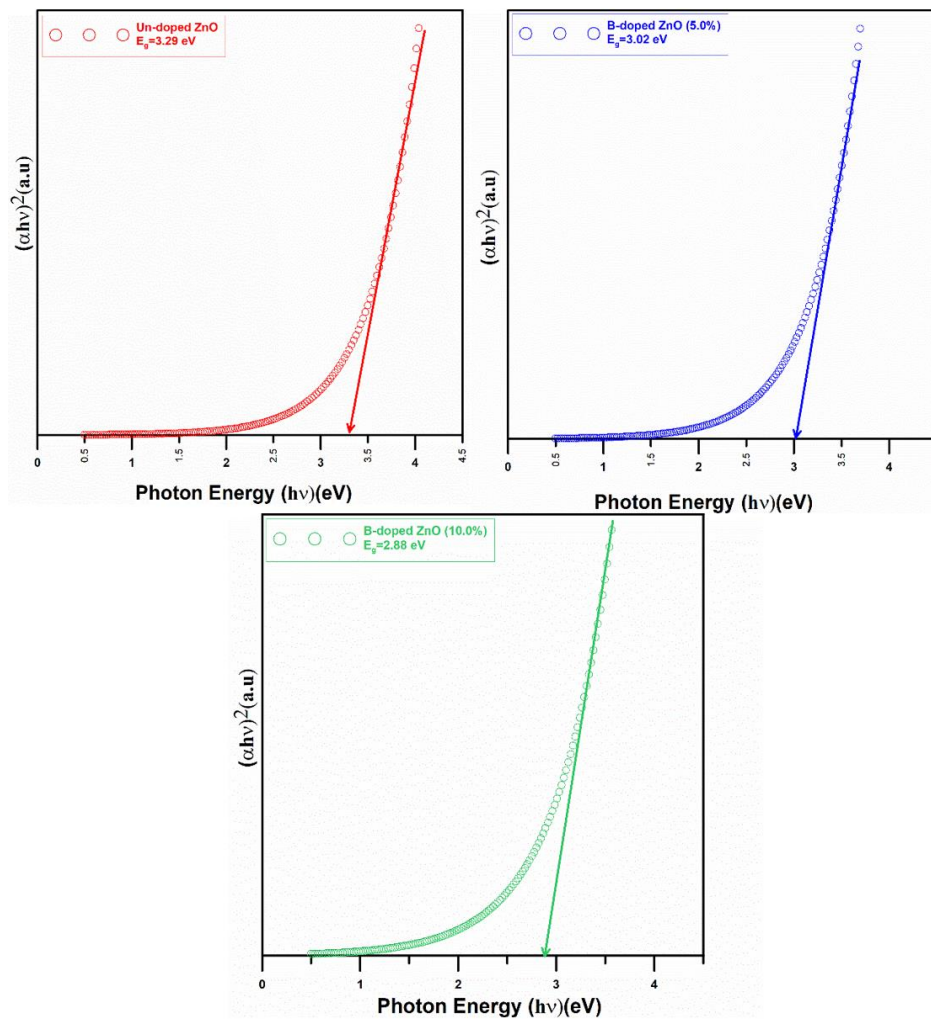 Un-doped ZnO
E_g=3.29 eV
(αhν)²(a.u)
0 0.5 1 1.5 2 2.5 3 3.5 4 4.5
Photon Energy (hν)(eV)
B-doped ZnO (5.0%)
E_g=3.02 eV
(αhν)²(a.u)
0 0.5 1 1.5 2 2.5 3 3.5 4
Photon Energy (hν)(eV)
B-doped ZnO (10.0%)
E_g=2.88 eV
(αhν)²(a.u)
0 1 2 3 4
Photon Energy (hν)(eV)